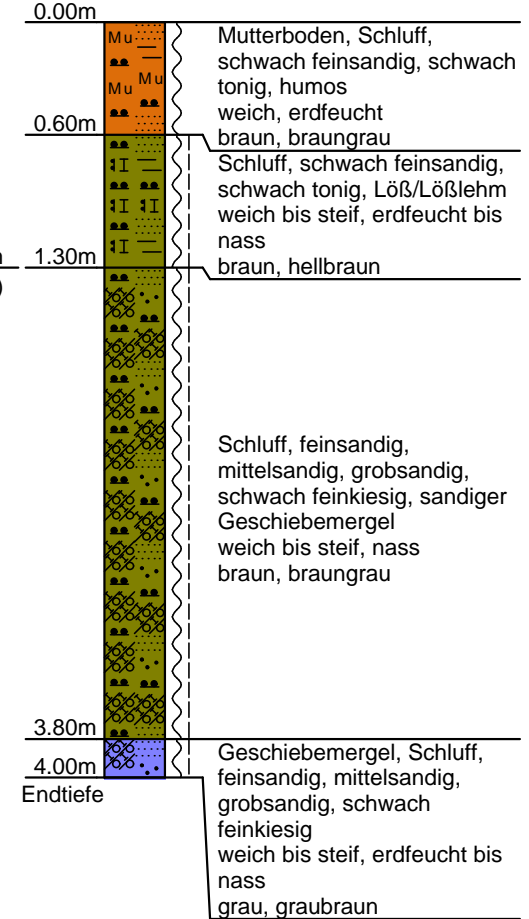 0.00m
Mu
Mu
Mu
Mutterboden, Schluff,
schwach feinsandig, schwach
tonig, humos
weich, erdfeucht
braun, braungrau
0.60m
Schluff, schwach feinsandig,
schwach tonig, Löß/Lößlehm
weich bis steif, erdfeucht bis
nass
braun, hellbraun
1.30m
)
Schluff, feinsandig,
mittelsandig, grobsandig,
schwach feinkiesig, sandiger
Geschiebemergel
weich bis steif, nass
braun, braungrau
3.80m
4.00m
Endtiefe
Geschiebemergel, Schluff,
feinsandig, mittelsandig,
grobsandig, schwach
feinkiesig
weich bis steif, erdfeucht bis
nass
grau, graubraun